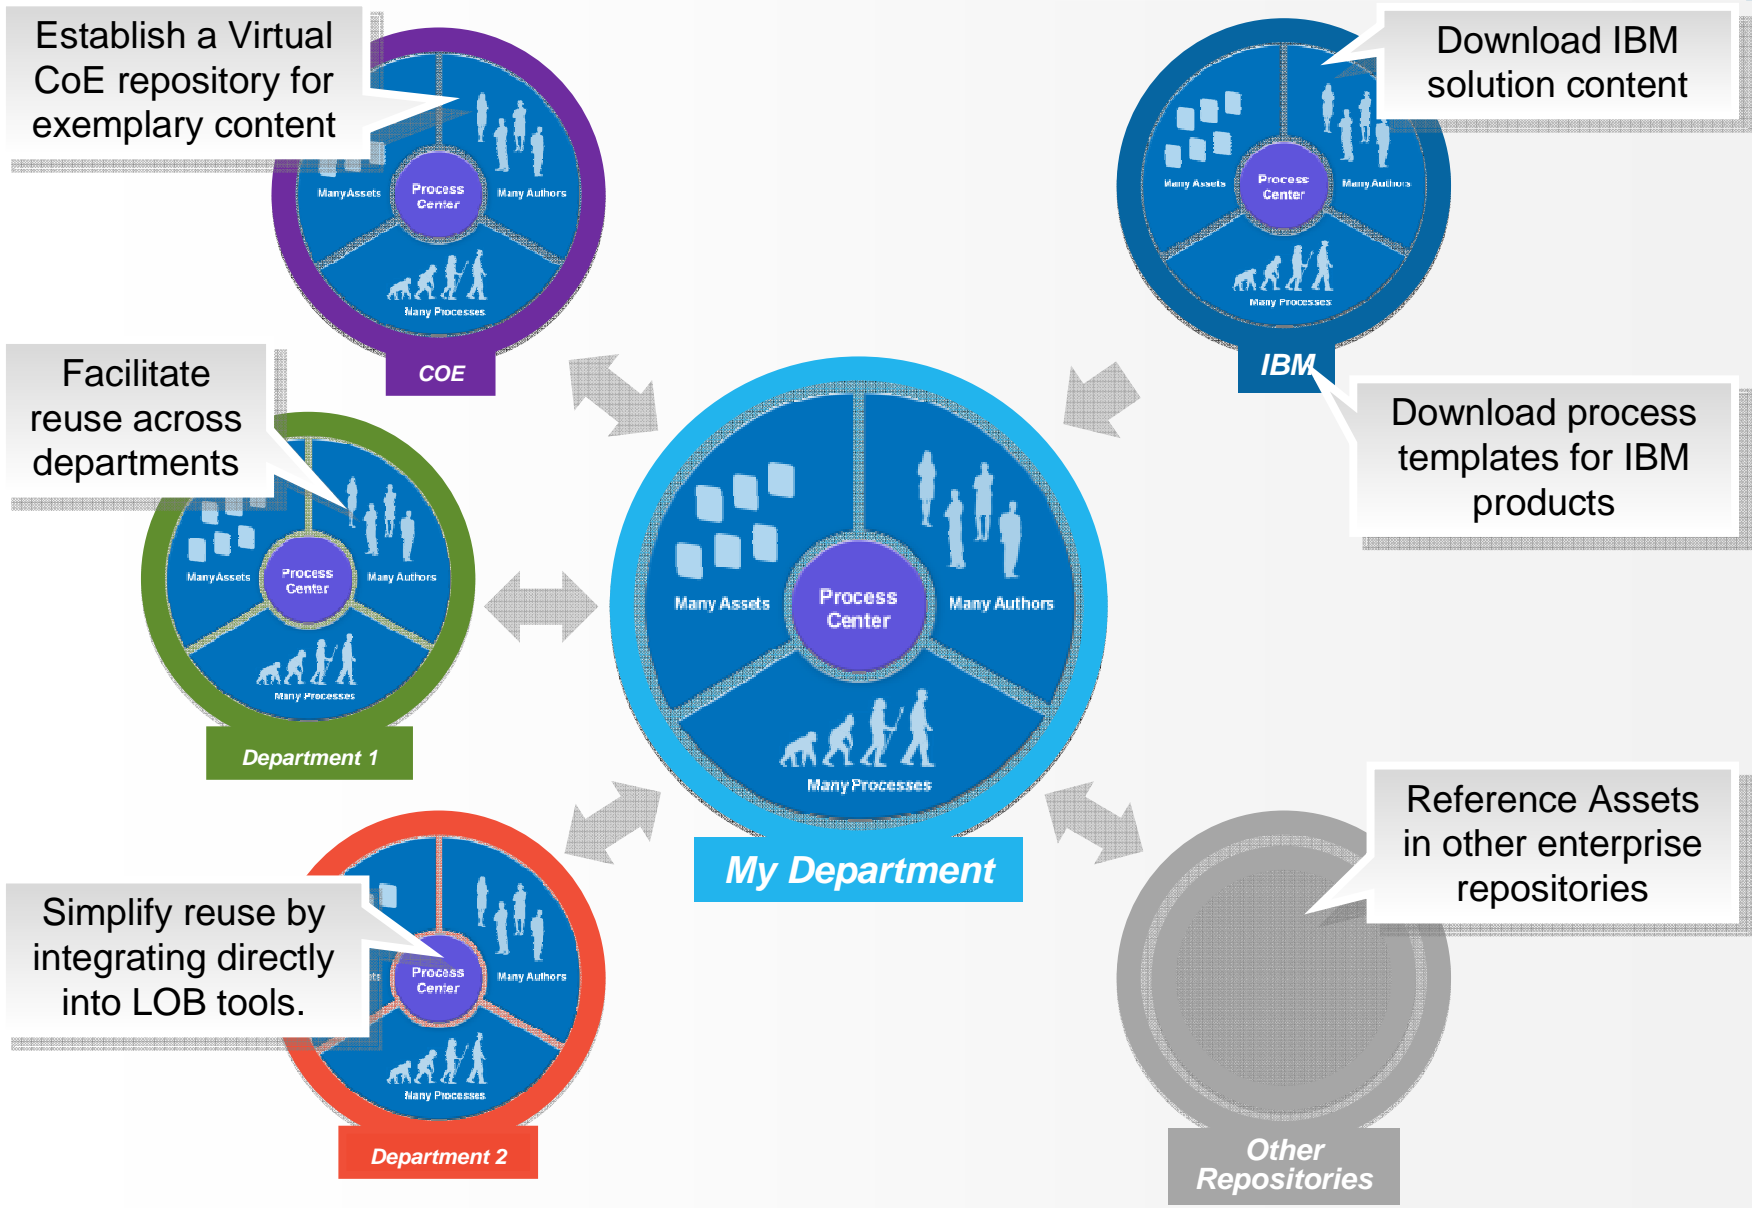 Establish a Virtual
CoE repository for
exemplary content
Many Assets
Process
Center
Many Authors
Many Processes
COE
Download IBM
solution content
Many Assets
Process
Center
Many Authors
Many Processes
IBM
Download process
templates for IBM
products
Facilitate
reuse across
departments
Many Assets
Process
Center
Many Authors
Many Processes
Department 1
Many Assets
Process
Center
Many Authors
Many Processes
My Department
Simplify reuse by
integrating directly
into LOB tools.
Process
Center
Many Authors
Many Processes
Department 2
Reference Assets
in other enterprise
repositories
Other
Repositories